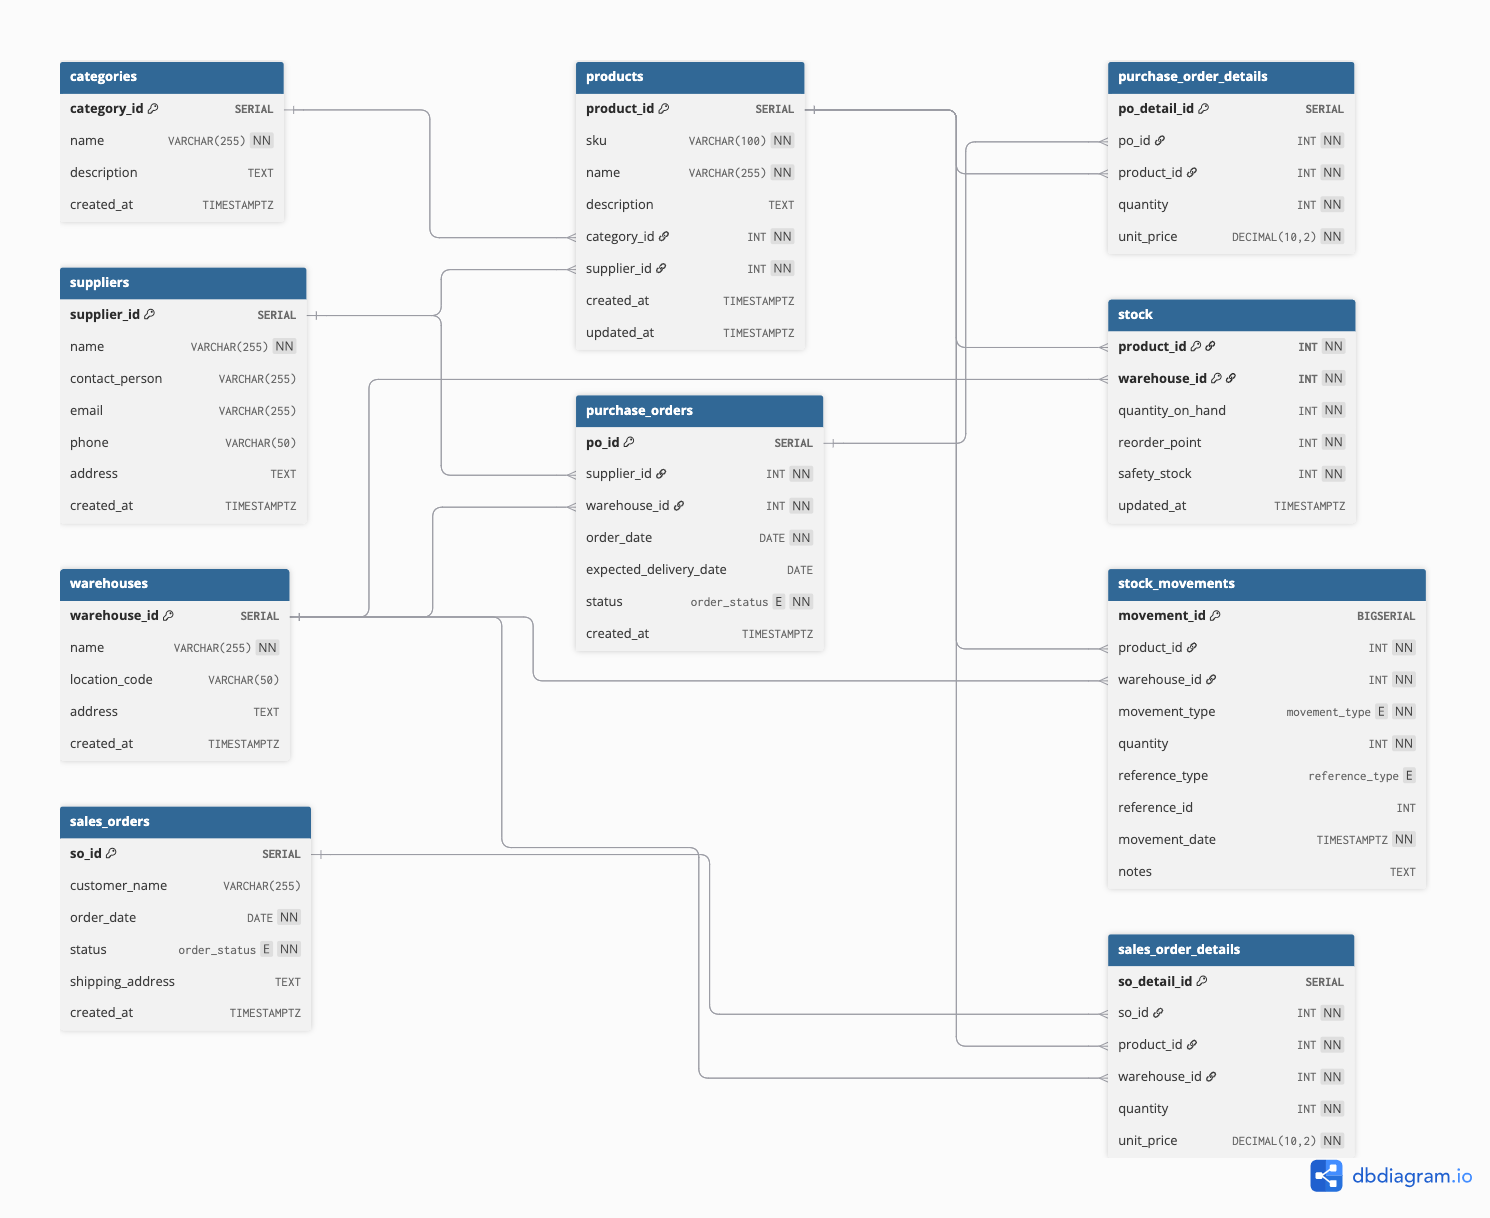 categories
category_id SERIAL
name VARCHAR(255) NN
description TEXT
created_at TIMESTAMPTZ
suppliers
supplier_id SERIAL
name VARCHAR(255) NN
contact_person VARCHAR(255)
email VARCHAR(255)
phone VARCHAR(50)
address TEXT
created_at TIMESTAMPTZ
warehouses
warehouse_id SERIAL
name VARCHAR(255) NN
location_code VARCHAR(50)
address TEXT
created_at TIMESTAMPTZ
sales_orders
so_id SERIAL
customer_name VARCHAR(255)
order_date DATE NN
status order_status E NN
shipping_address TEXT
created_at TIMESTAMPTZ
products
product_id SERIAL
sku VARCHAR(100) NN
name VARCHAR(255) NN
description TEXT
category_id INT NN
supplier_id INT NN
created_at TIMESTAMPTZ
updated_at TIMESTAMPTZ
purchase_orders
po_id SERIAL
supplier_id INT NN
warehouse_id INT NN
order_date DATE NN
expected_delivery_date DATE
status order_status E NN
created_at TIMESTAMPTZ
purchase_order_details
po_detail_id SERIAL
po_id INT NN
product_id INT NN
quantity INT NN
unit_price DECIMAL(10,2) NN
stock
product_id INT NN
warehouse_id INT NN
quantity_on_hand INT NN
reorder_point INT NN
safety_stock INT NN
updated_at TIMESTAMPTZ
stock_movements
movement_id BIGSERIAL
product_id INT NN
warehouse_id INT NN
movement_type movement_type E NN
quantity INT NN
reference_type reference_type E
reference_id INT
movement_date TIMESTAMPTZ NN
notes TEXT
sales_order_details
so_detail_id SERIAL
so_id INT NN
product_id INT NN
warehouse_id INT NN
quantity INT NN
unit_price DECIMAL(10,2) NN
dbdiagram.io